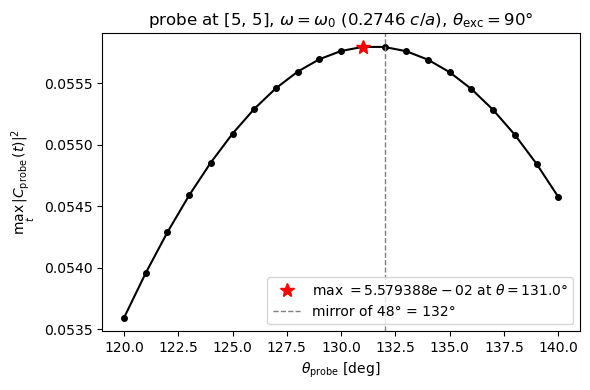 probe at [5, 5], ω = ω₀ (0.2746 c/a), θ_exc = 90°
max_t |C_probe (t)|²
0.0555
0.0550
0.0545
0.0540
0.0535
max = 5.579388e − 02 at θ = 131.0°
mirror of 48° = 132°
120.0 122.5 125.0 127.5 130.0 132.5 135.0 137.5 140.0
θ_probe [deg]